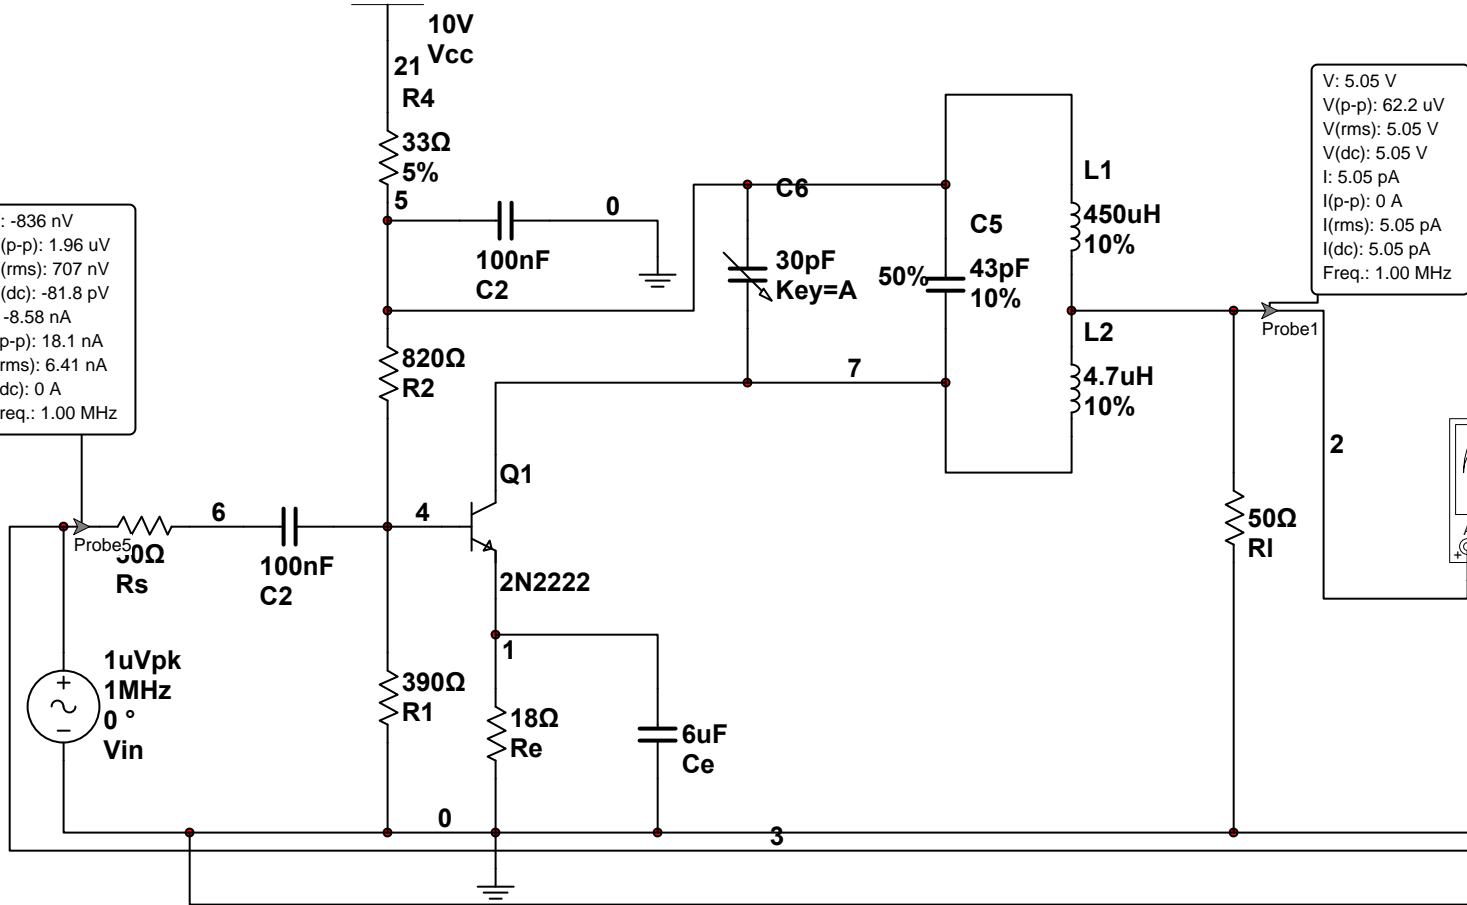 10V
Vcc
21
R4
33Ω
5%
5
0
100nF
C2
: -836 nV
(p-p): 1.96 uV
(rms): 707 nV
(dc): -81.8 pV
-8.58 nA
p-p): 18.1 nA
rms): 6.41 nA
dc): 0 A
req.: 1.00 MHz
820Ω
R2
C6
30pF
Key=A
50%
C5
43pF
10%
L1
450uH
10%
L2
4.7uH
10%
V: 5.05 V
V(p-p): 62.2 uV
V(rms): 5.05 V
V(dc): 5.05 V
I: 5.05 pA
I(p-p): 0 A
I(rms): 5.05 pA
I(dc): 5.05 pA
Freq.: 1.00 MHz
Probe1
7
2
Q1
6
4
Probe5
50Ω
Rs
100nF
C2
2N2222
50Ω
Rl
1
1uVpk
1MHz
0 °
Vin
+
−
390Ω
R1
18Ω
Re
6uF
Ce
0
3